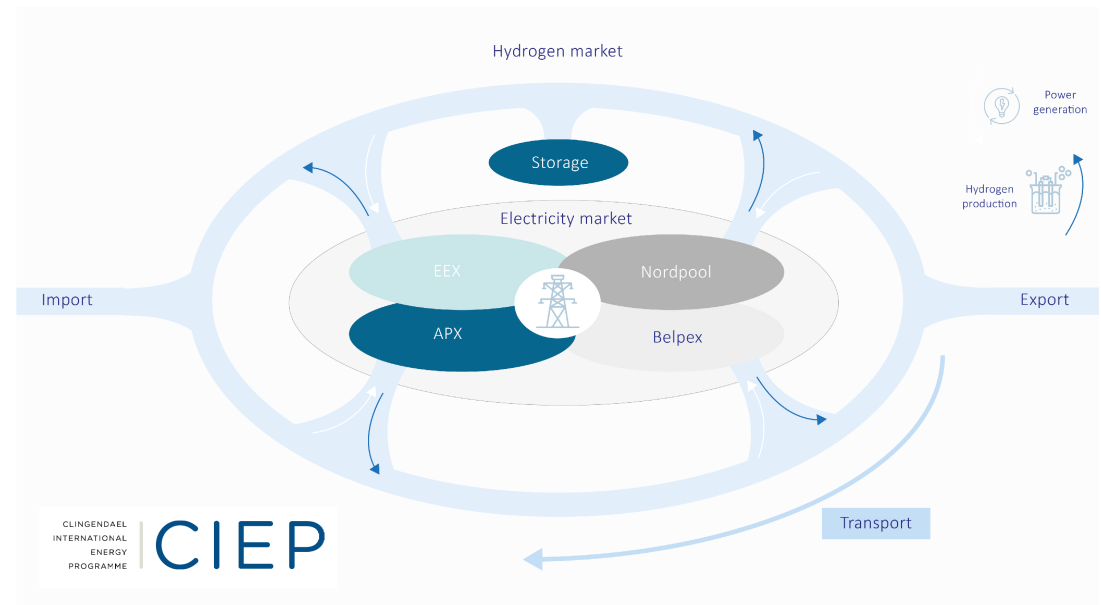 Hydrogen market
Power
generation
Storage
Hydrogen
production
Electricity market
EEX
Nordpool
Import
Export
APX
Belpex
Transport
CLINGENDAEL
INTERNATIONAL
ENERGY
PROGRAMME
CIEP